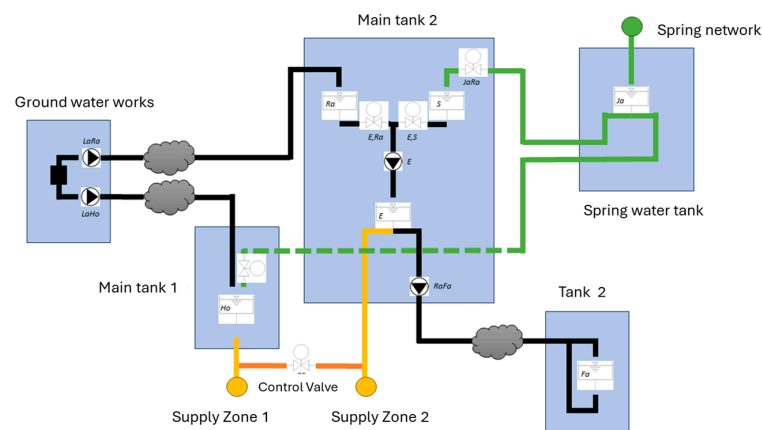 Main tank 2
Spring network
JaRa
Ra
S
Ja
Ground water works
LaRa
E,Ra
E,S
E
LaHo
E
Spring water tank
Main tank 1
RaFa
Tank 2
Ho
Fa
Control Valve
Supply Zone 1
Supply Zone 2